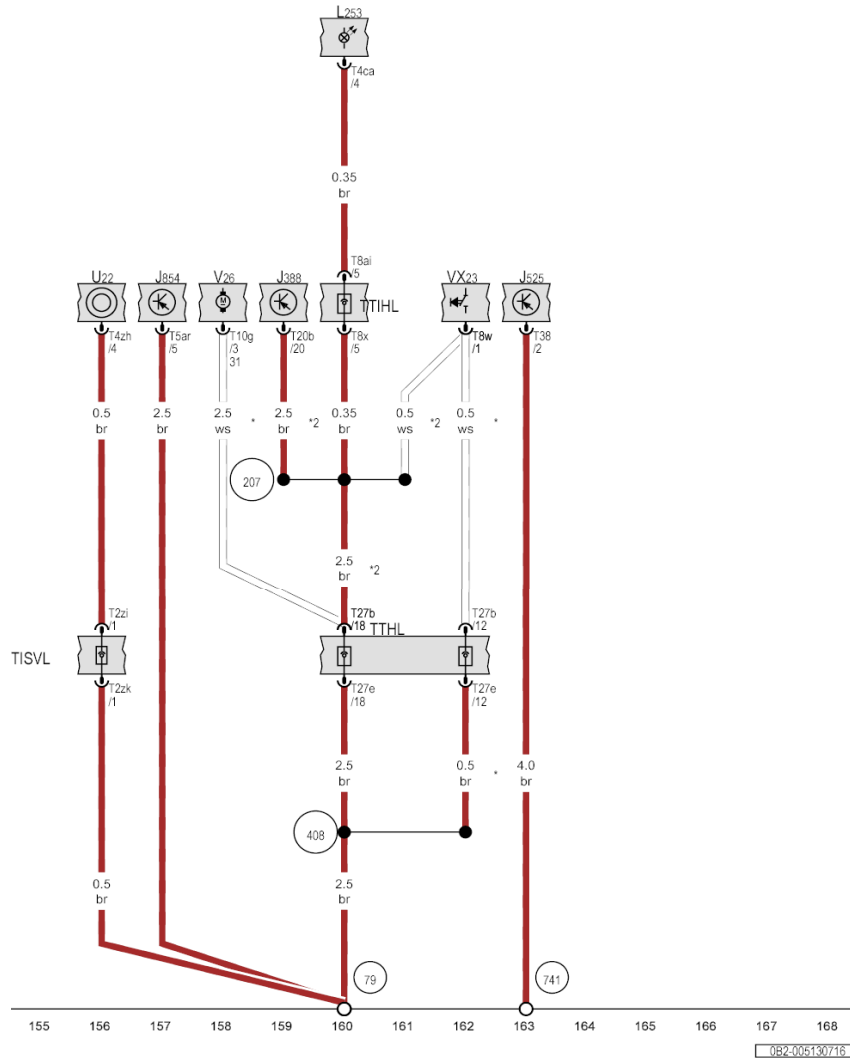 L253
T4ca
/4
0.35
br
T8ai
/5
U22
J854
V26
J388
TTIHL
VX23
J525
T4zh
/4
T5ar
/5
T10g
/3
31
T20b
/20
T8x
/5
T8w
/1
T38
/2
0.5
br
2.5
br
2.5
ws
*
2.5
br
*2
0.35
br
0.5
ws
*2
0.5
ws
*
207
2.5
br
*2
T2zi
/1
T27b
/18
TTHL
T27b
/12
TISVL
T2zk
/1
T27e
/18
T27e
/12
2.5
br
0.5
br
*
4.0
br
408
0.5
br
2.5
br
79
741
155 156 157 158 159 160 161 162 163 164 165 166 167 168
0B2-005130716